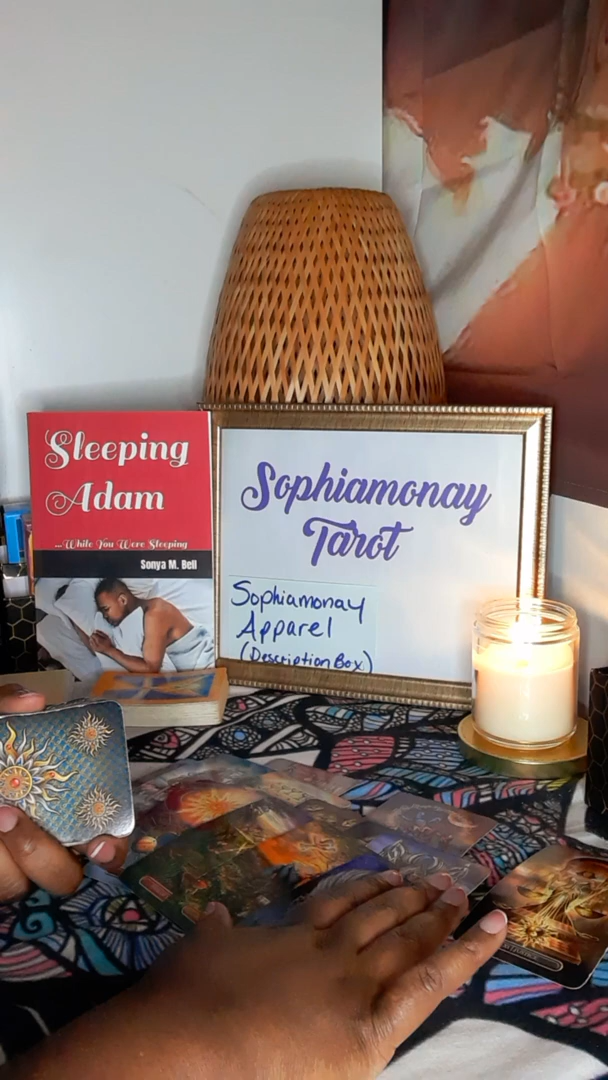 Sleeping
Adam
...While You Were Sleeping
Sonya M. Bell
Sophiamonay
Tarot
Sophiamonay
Apparel
(Description Box)